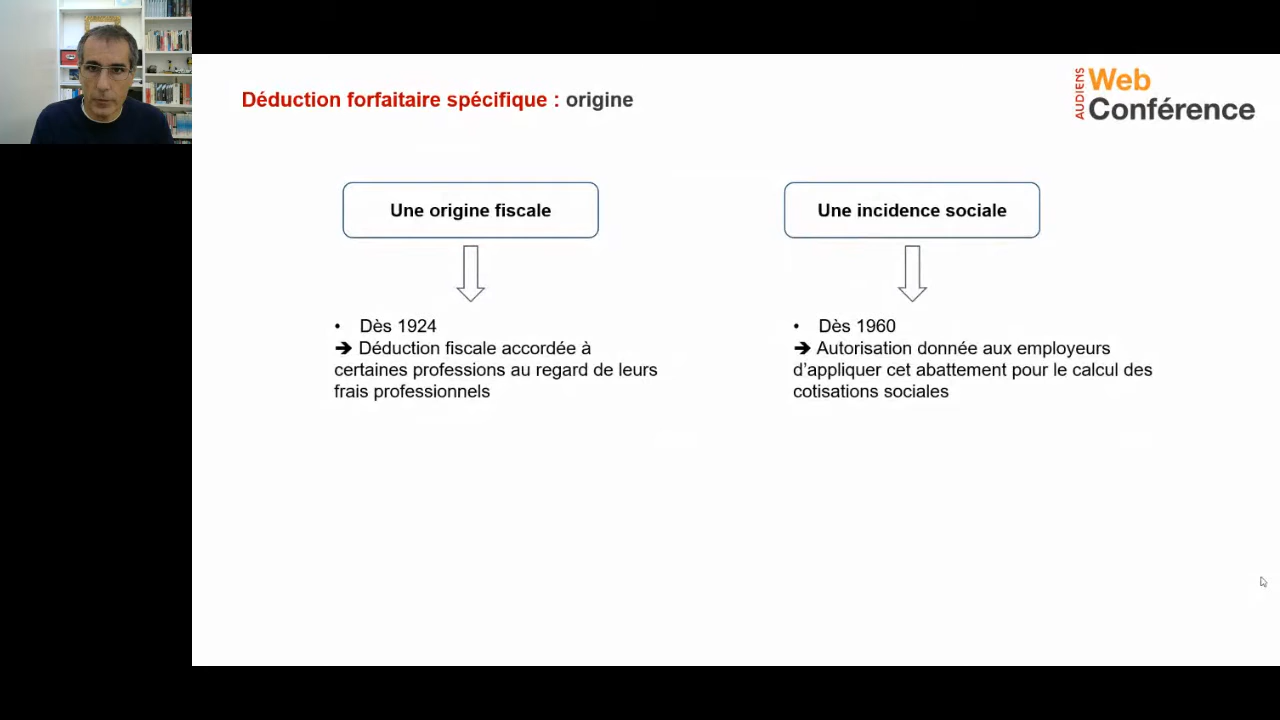 Déduction forfaitaire spécifique : origine
AUDIENS
Web
Conférence
Une origine fiscale
Une incidence sociale
• Dès 1924
➔ Déduction fiscale accordée à
certaines professions au regard de leurs
frais professionnels
• Dès 1960
➔ Autorisation donnée aux employeurs
d’appliquer cet abattement pour le calcul des
cotisations sociales